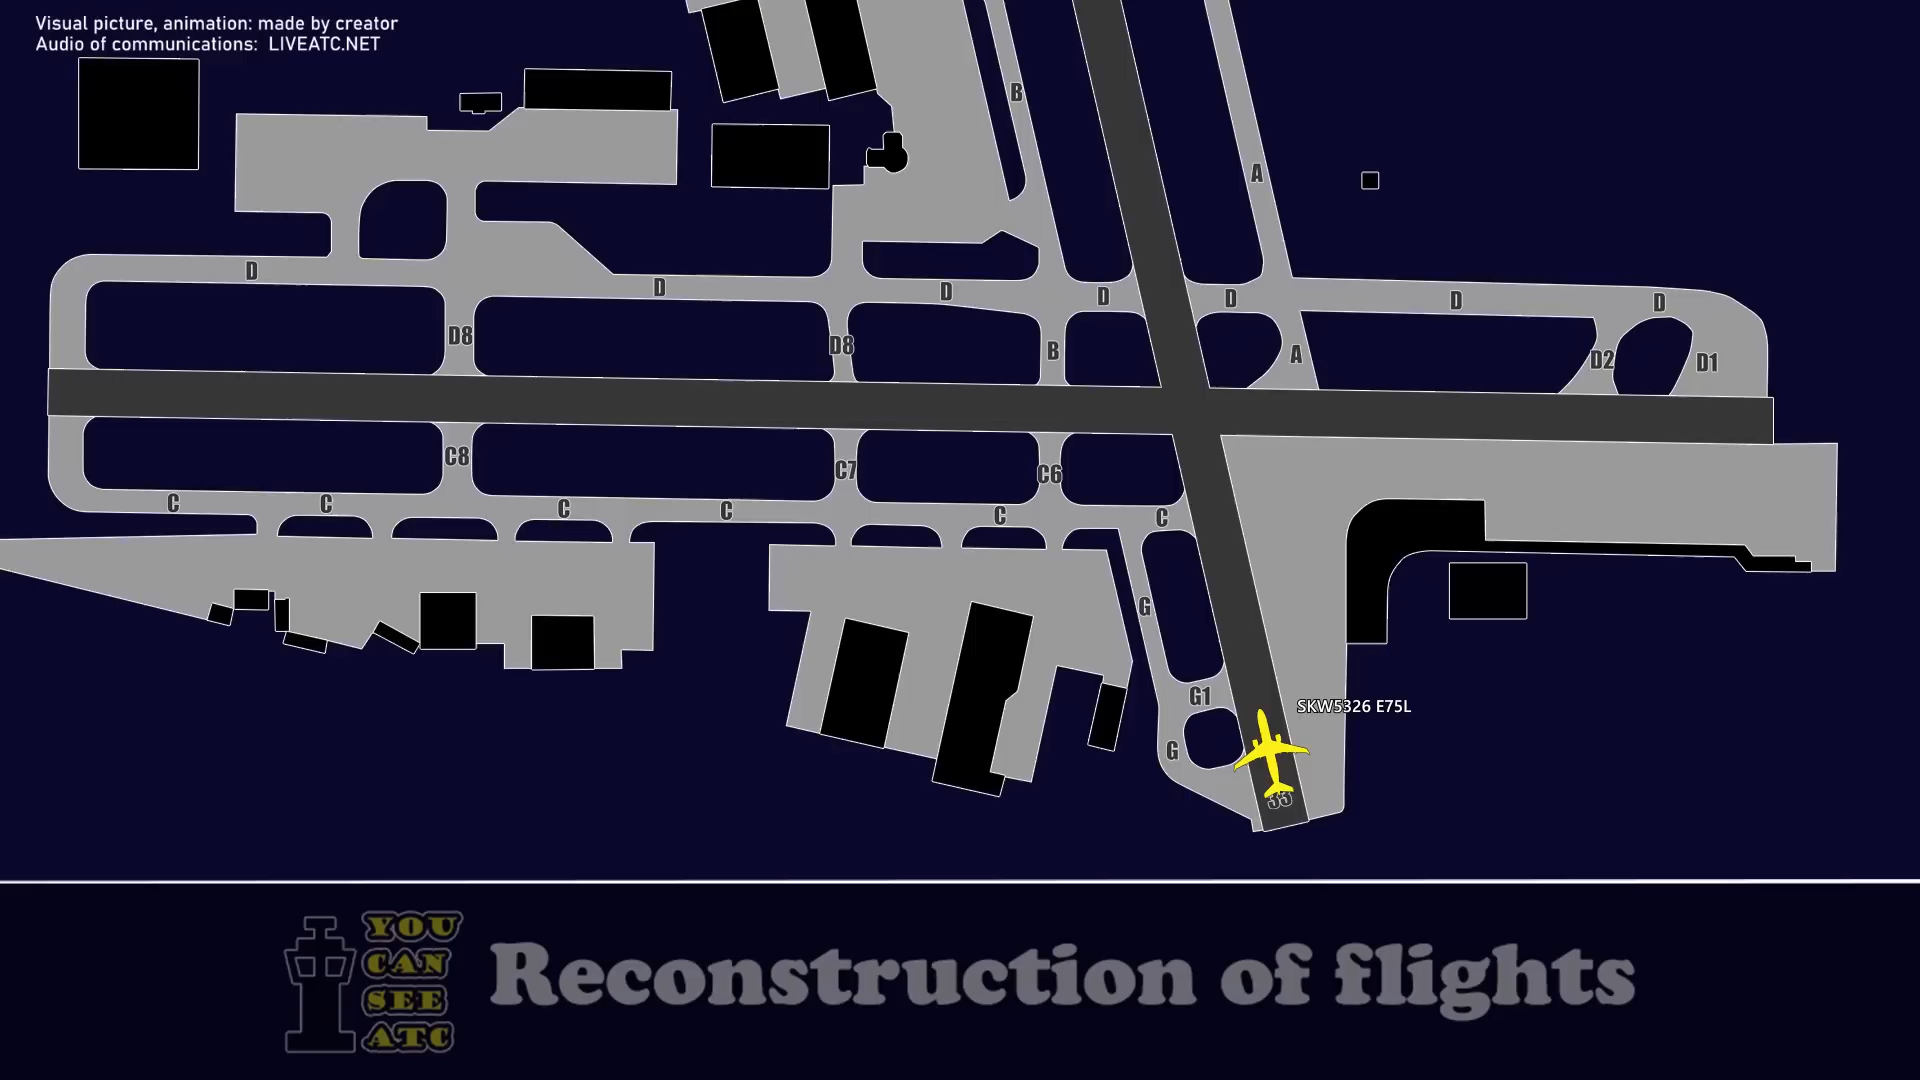 Visual picture, animation: made by creator
Audio of communications: LIVEATC.NET
B
A
D
D
D
D
D
D
D
D8
D8
B
A
D2
D1
C8
C7
C6
C
C
C
C
C
C
G
G1
SKW5326 E75L
G
33
YOU
CAN
SEE
ATC
Reconstruction of flights